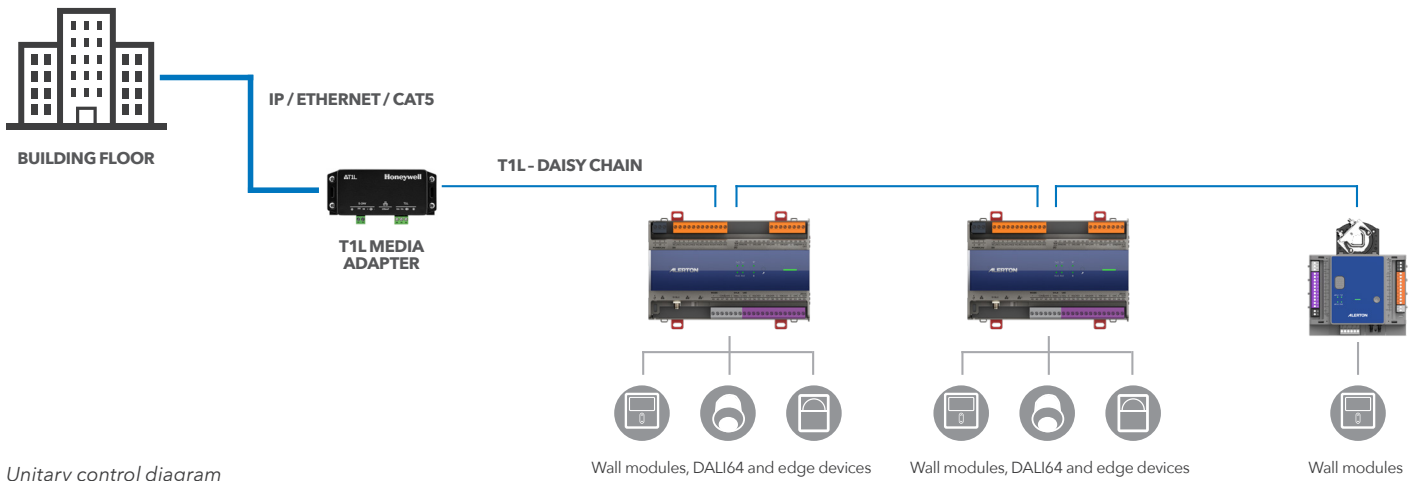 IP / ETHERNET / CAT5
BUILDING FLOOR
T1L - DAISY CHAIN
T1L
Honeywell
T1L MEDIA
ADAPTER
ALERTON
ALERTON
ALERTON
Wall modules, DALI64 and edge devices
Wall modules, DALI64 and edge devices
Wall modules
Unitary control diagram